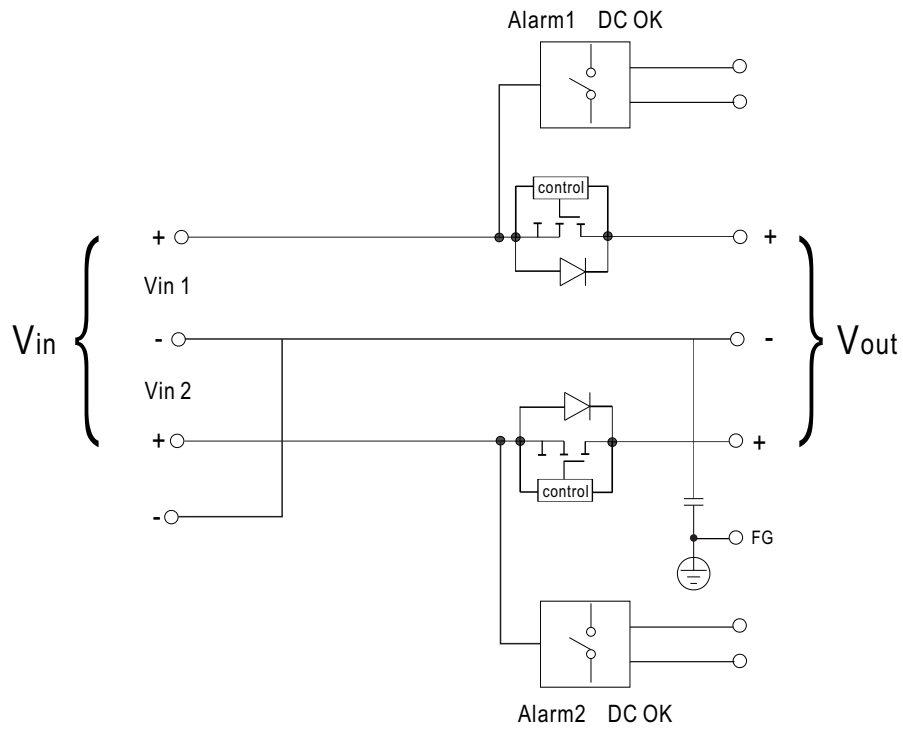 Alarm1 DC OK
control
+
+
Vin 1
Vin
-
-
Vout
Vin 2
+
+
control
-
FG
Alarm2 DC OK